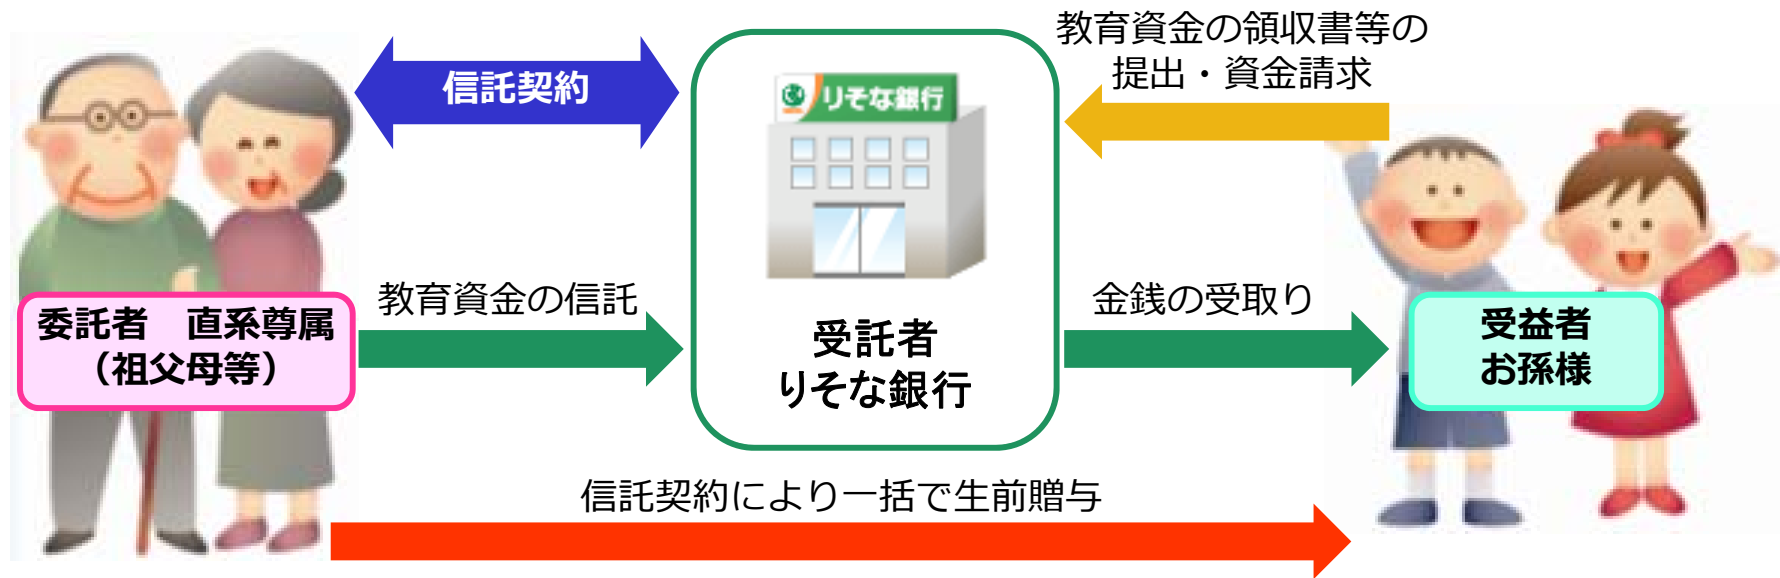 教育資金の領収書等の
提出・資金請求
信託契約
りそな銀行
教育資金の信託
金銭の受取り
委託者　直系尊属
（祖父母等）
受託者
りそな銀行
受益者
お孫様
信託契約により一括で生前贈与